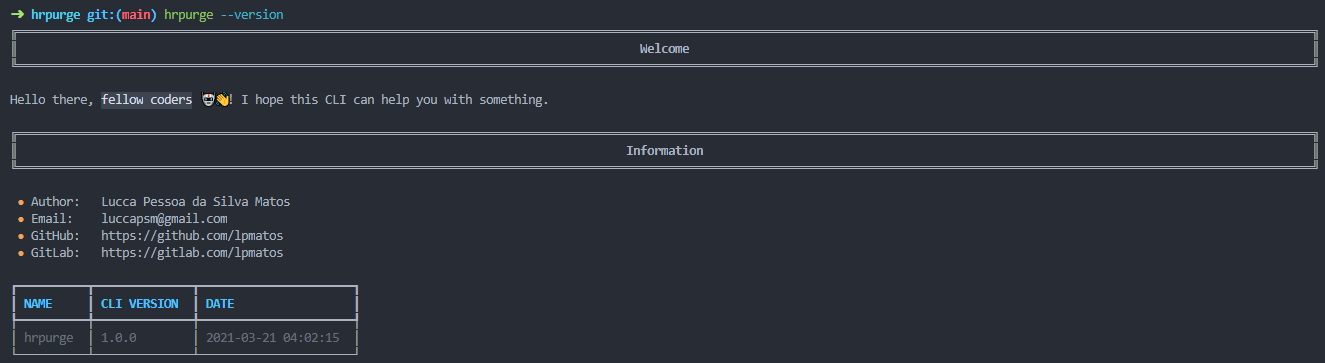 ➜ hrpurge git:(main) hrpurge --version
Welcome
Hello there, fellow coders 🤖👋! I hope this CLI can help you with something.
Information
• Author: Lucca Pessoa da Silva Matos
• Email: luccapsm@gmail.com
• GitHub: https://github.com/lpmatos
• GitLab: https://gitlab.com/lpmatos
NAME CLI VERSION DATE
hrpurge 1.0.0 2021-03-21 04:02:15